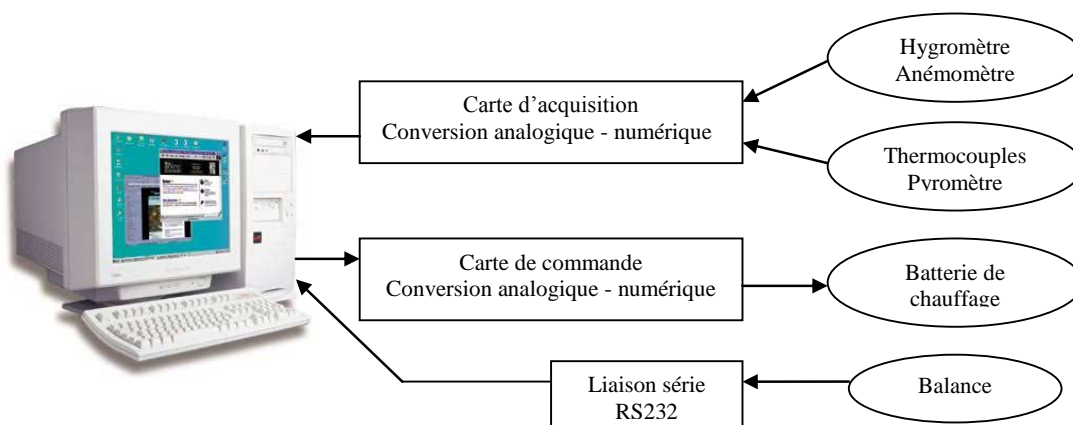 Hygromètre
Anémomètre
Carte d'acquisition
Conversion analogique - numérique
Thermocouples
Pyromètre
Carte de commande
Conversion analogique - numérique
Batterie de
chauffage
Liaison série
RS232
Balance